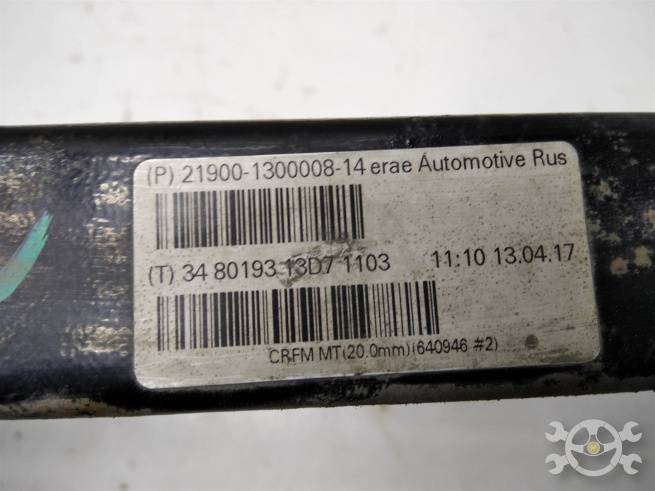 (P) 21900-1300008-14 erae Automotive Rus
(T) 34 80193 13D7 1103 11:10 13.04.17
CRFM MT(20.0mm)(640946 #2)